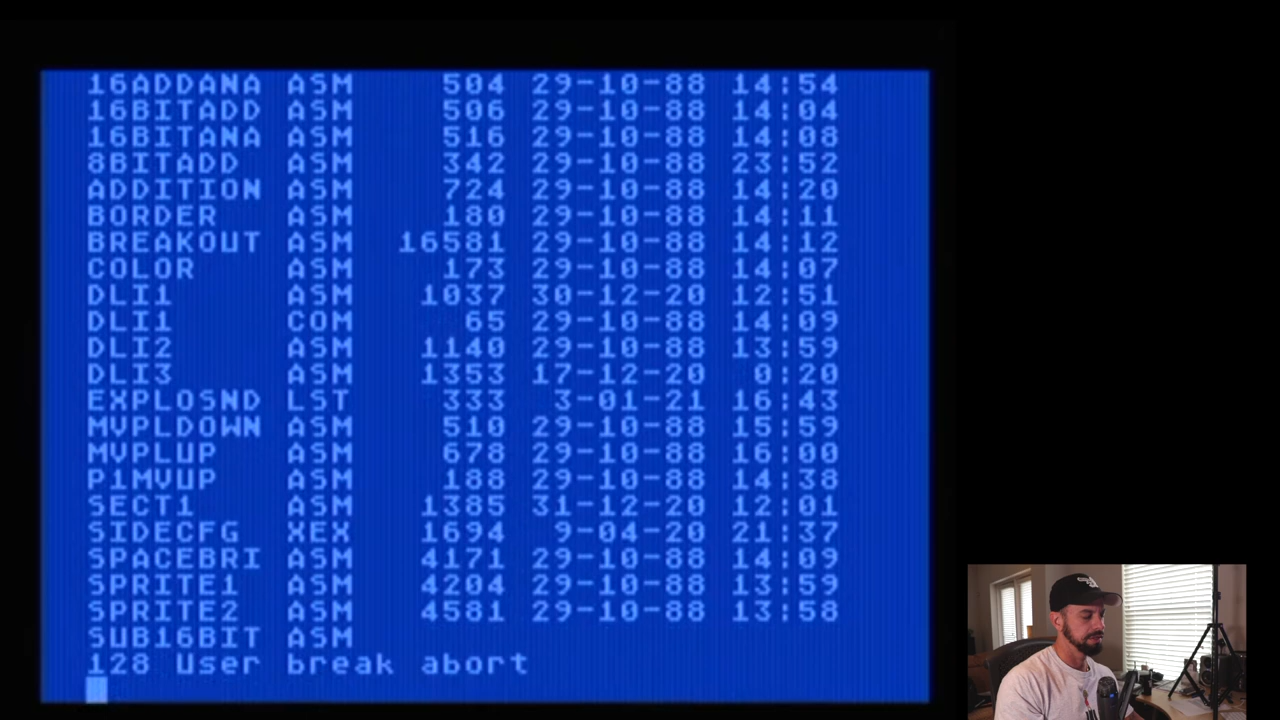 16ADDANA ASM 504 29-10-88 14:54
16BITADD ASM 506 29-10-88 14:04
16BITANA ASM 516 29-10-88 14:08
8BITADD ASM 342 29-10-88 23:52
ADDITION ASM 724 29-10-88 14:20
BORDER ASM 180 29-10-88 14:11
BREAKOUT ASM 16581 29-10-88 14:12
COLOR ASM 173 29-10-88 14:07
DLI1 ASM 1037 30-12-20 12:51
DLI1 COM 65 29-10-88 14:09
DLI2 ASM 1140 29-10-88 13:59
DLI3 ASM 1353 17-12-20 0:20
EXPLOSND LST 333 3-01-21 16:43
MVPLDOWN ASM 510 29-10-88 15:59
MVPLUP ASM 678 29-10-88 16:00
P1MVUP ASM 188 29-10-88 14:38
SECT1 ASM 1385 31-12-20 12:01
SIDECFG XEX 1694 9-04-20 21:37
SPACEBRI ASM 4171 29-10-88 14:09
SPRITE1 ASM 4204 29-10-88 13:59
SPRITE2 ASM 4581 29-10-88 13:58
SUB16BIT ASM
128 User break abort